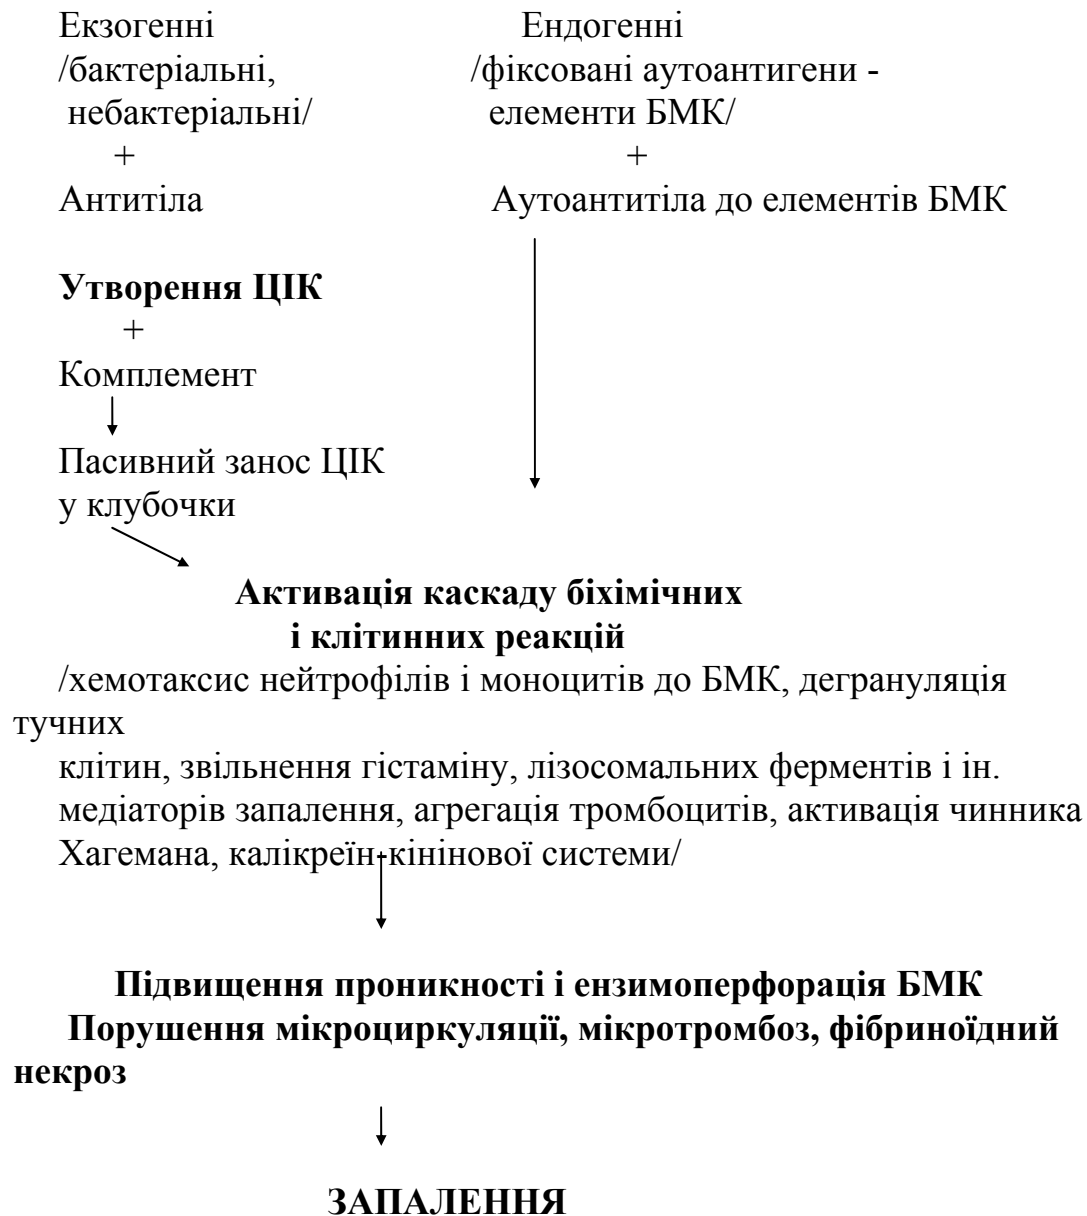 Екзогенні Ендогенні
/бактеріальні, /фіксовані аутоантигени -
небактеріальні/ елементи БМК/
+ +
Антитіла Аутоантитіла до елементів БМК
Утворення ЦІК
+
Комплемент
Пасивний занос ЦІК
у клубочки
Активація каскаду біхімічних
і клітинних реакцій
/хемотаксис нейтрофілів і моноцитів до БМК, дегрануляція
тучних
клітин, звільнення гістаміну, лізосомальних ферментів і ін.
медіаторів запалення, агрегація тромбоцитів, активація чинника
Хагемана, калікреїн-кінінової системи/
Підвищення проникності і ензимоперфорація БМК
Порушення мікроциркуляції, мікротромбоз, фібриноїдний
некроз
ЗАПАЛЕННЯ